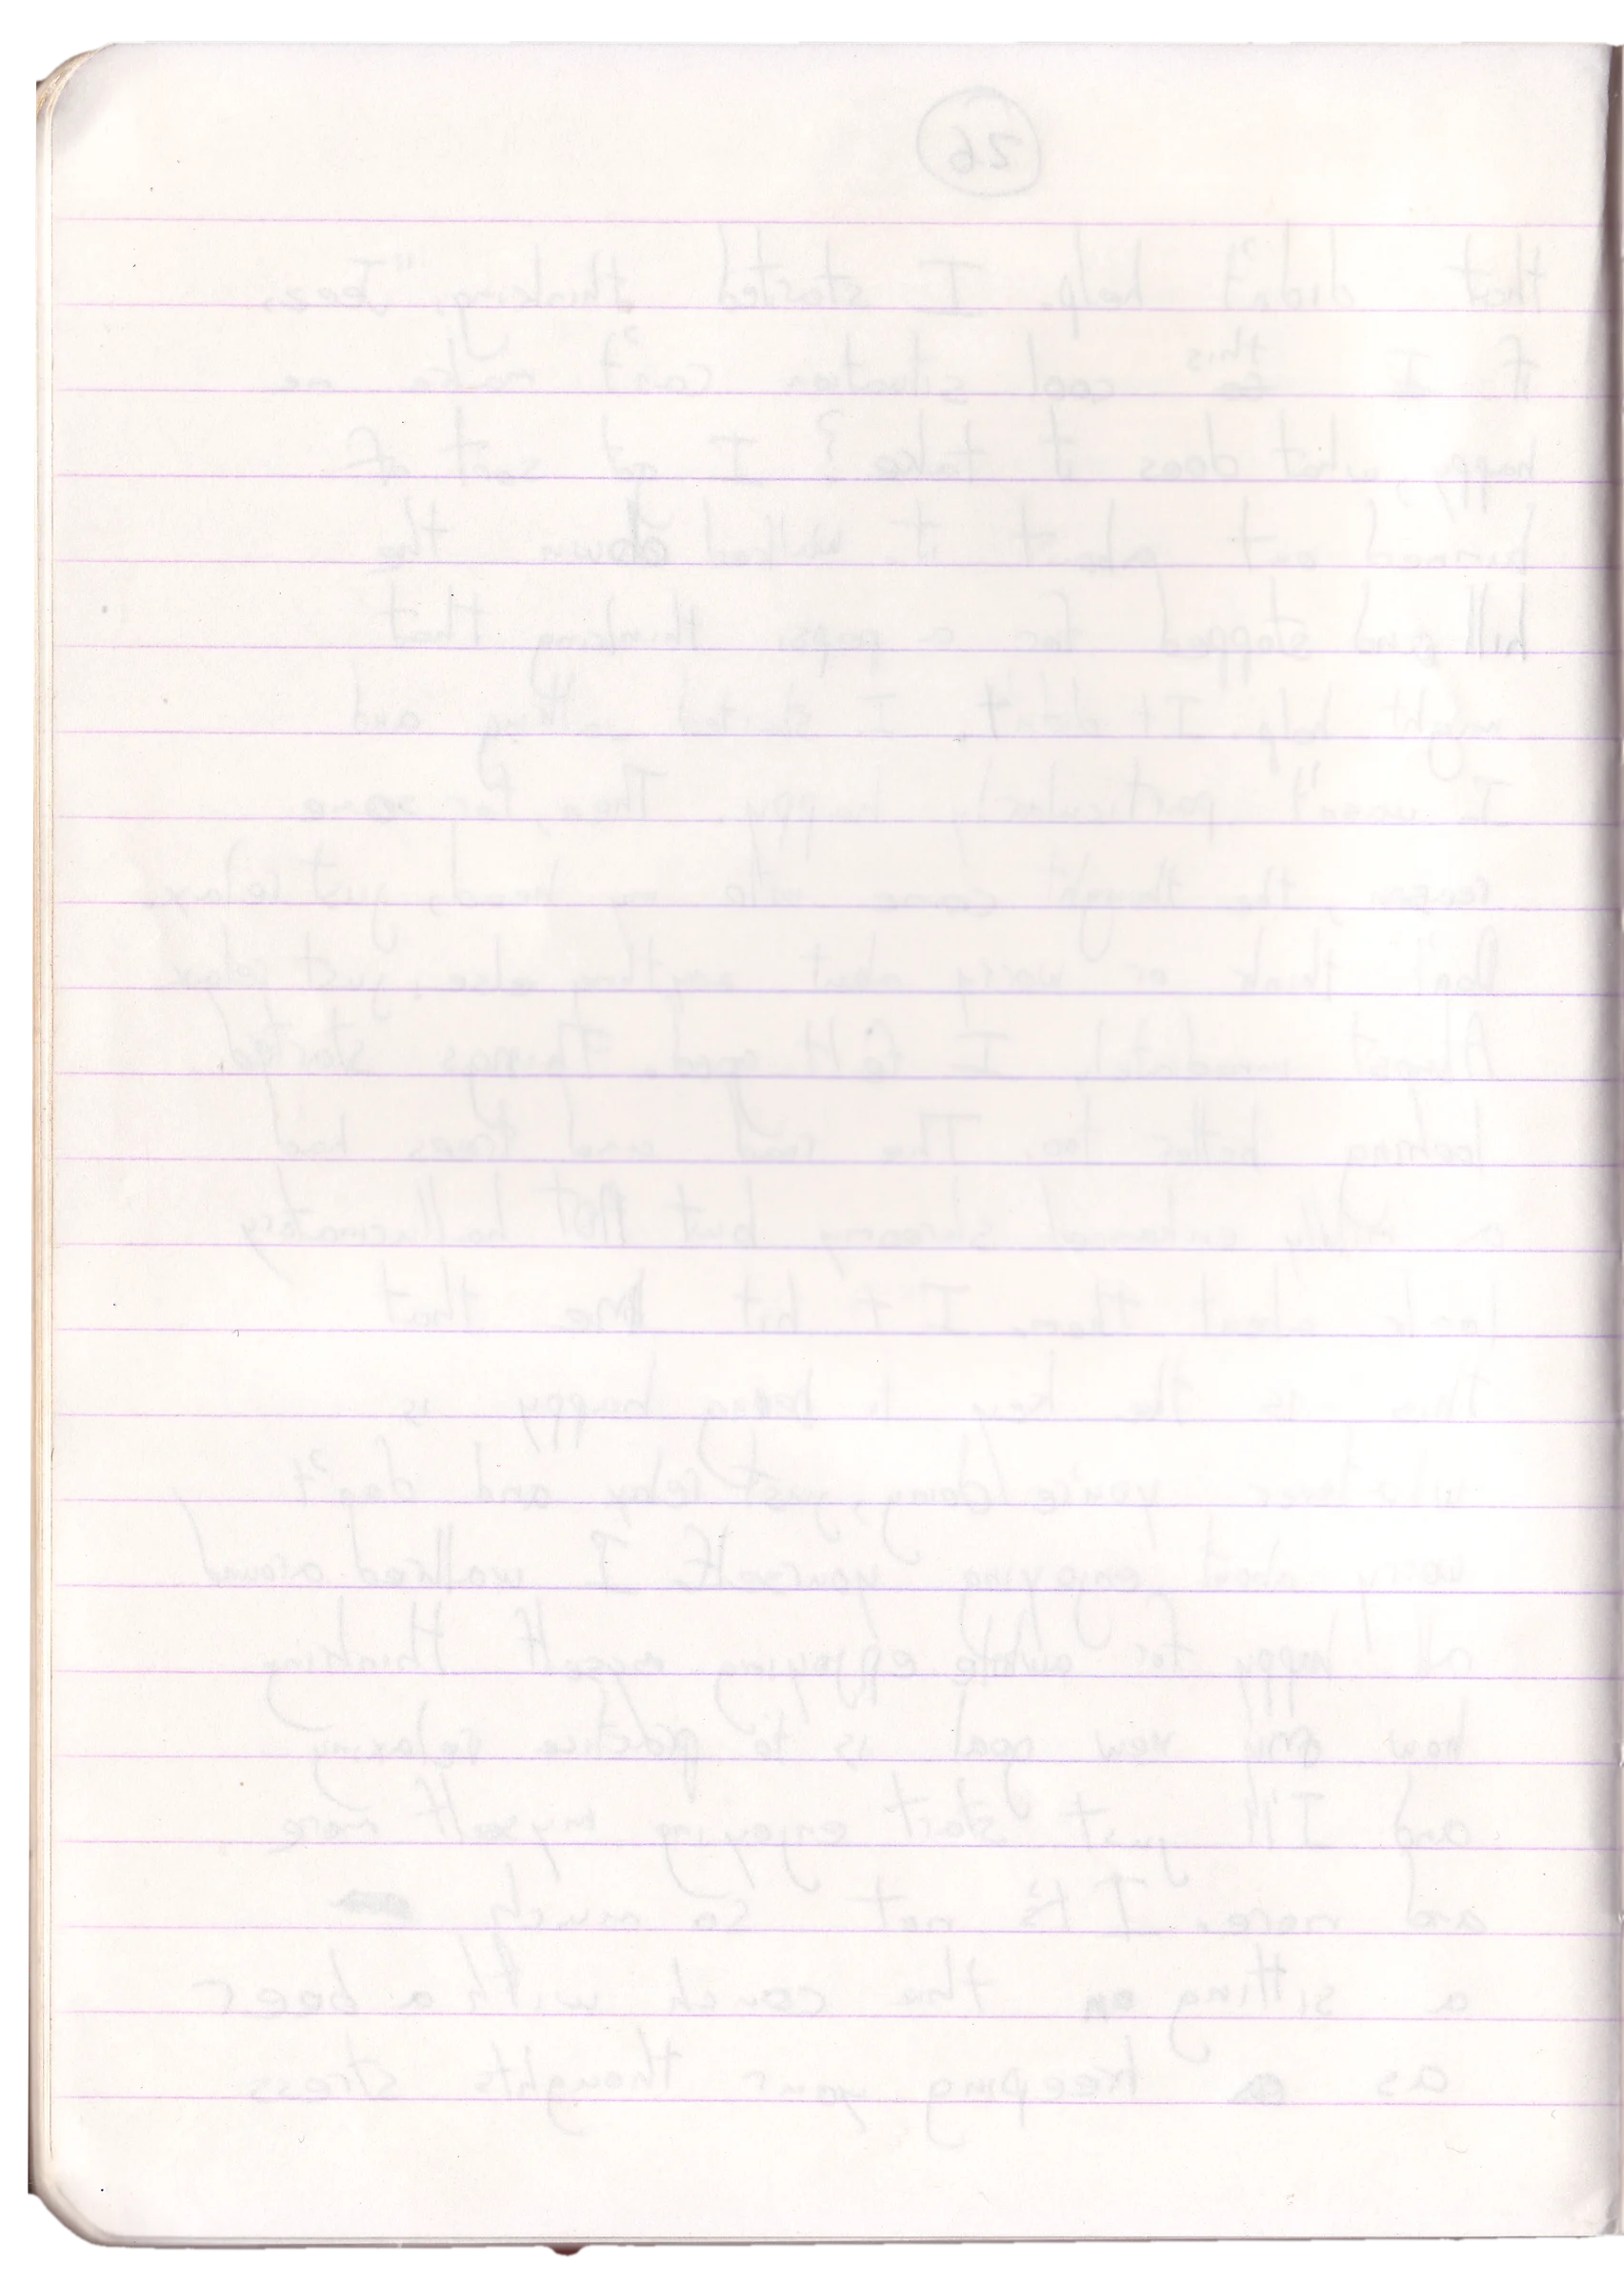 26
that didn't help. I started thinking, "Jeez,
if I to this cool situation can't make me
happy, what does it take? I got sort of
bummed out about it. walked down the
hill and stopped for a page, thinking that
might help. It didn't. I started walking and
I wasn't particularly happy. Then, for some
reason, the thought came into my head, just relax.
Don't think or worry about anything else, just relax
Almost immediately I felt good. Things started
looking better too. The road and trees had
a mildly enhanced shimmery but not hallucinatory
look about them. It hit me that
the key to being happy is
whatever you're doing, just relax and don't
worry about enjoying yourself. I walked around
all happy for awhile enjoying myself thinking
how my new goal is to practice relaxing
and I'll just start enjoying myself more
and more. It's not so much
a sitting on the couch with a beer
as a keeping your thoughts stress